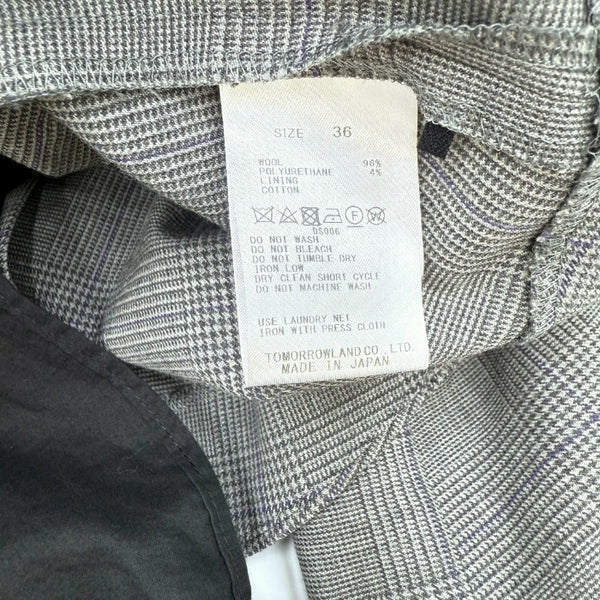 SIZE 36
WOOL 96%
POLYURETHANE 4%
LINING
COTTON
DS006
DO NOT WASH
DO NOT BLEACH
DO NOT TUMBLE DRY
IRON LOW
DRY CLEAN SHORT CYCLE
DO NOT MACHINE WASH
USE LAUNDRY NET
IRON WITH PRESS CLOTH
TOMORROWLAND CO., LTD.
MADE IN JAPAN